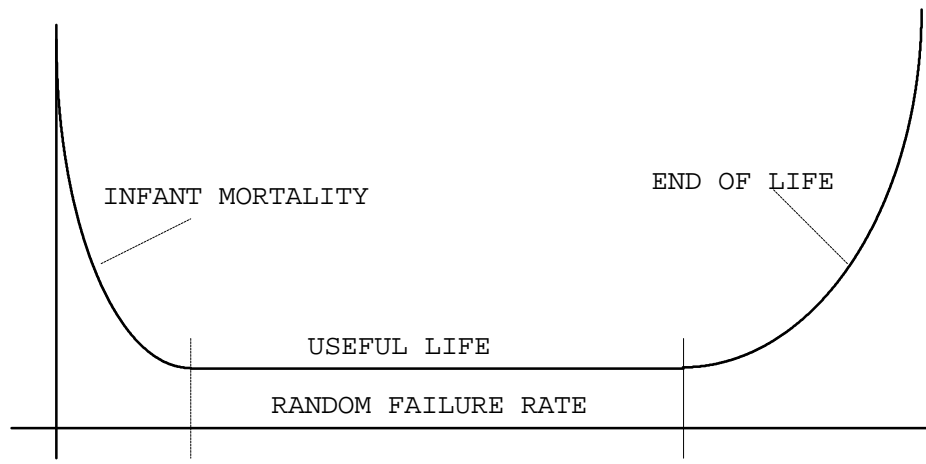 END OF LIFE
INFANT MORTALITY
USEFUL LIFE
RANDOM FAILURE RATE